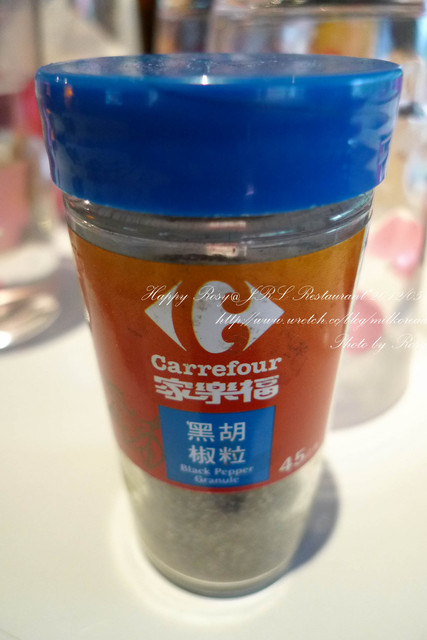 Happy Rosy@J.R.L Restaurant
http://www.wretch.cc/blog/
Photo by
Carrefour
家樂福
黑胡
椒粒
Black Pepper
Granule
45